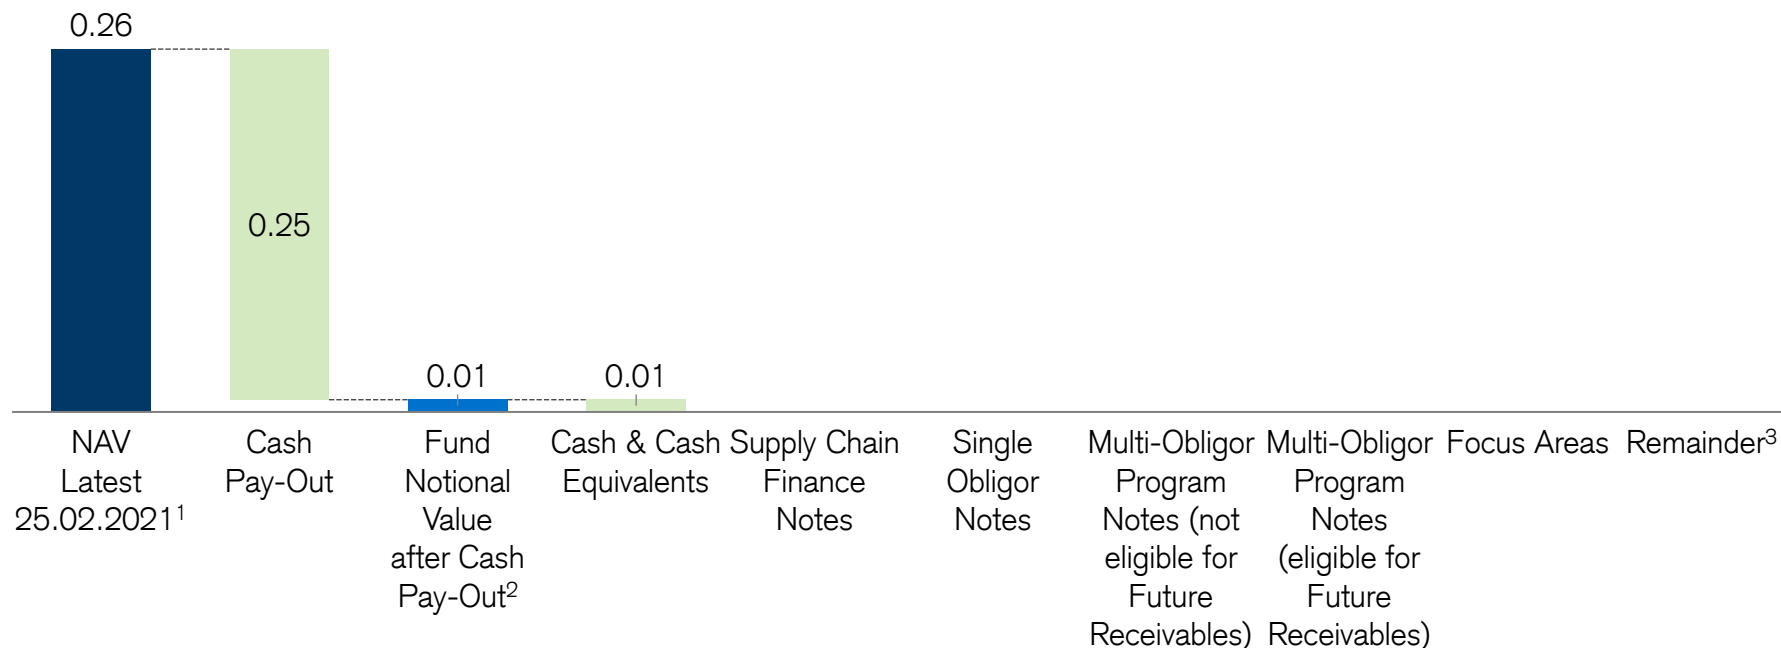 0.26
0.25
0.01
0.01
NAV
Latest
25.02.2021¹
Cash
Pay-Out
Fund
Notional
Value
after Cash
Pay-Out²
Cash & Cash
Equivalents
Supply Chain
Finance
Notes
Single
Obligor
Notes
Multi-Obligor
Program
Notes (not
eligible for
Future
Receivables)
Multi-Obligor
Program
Notes
(eligible for
Future
Receivables)
Focus Areas
Remainder³